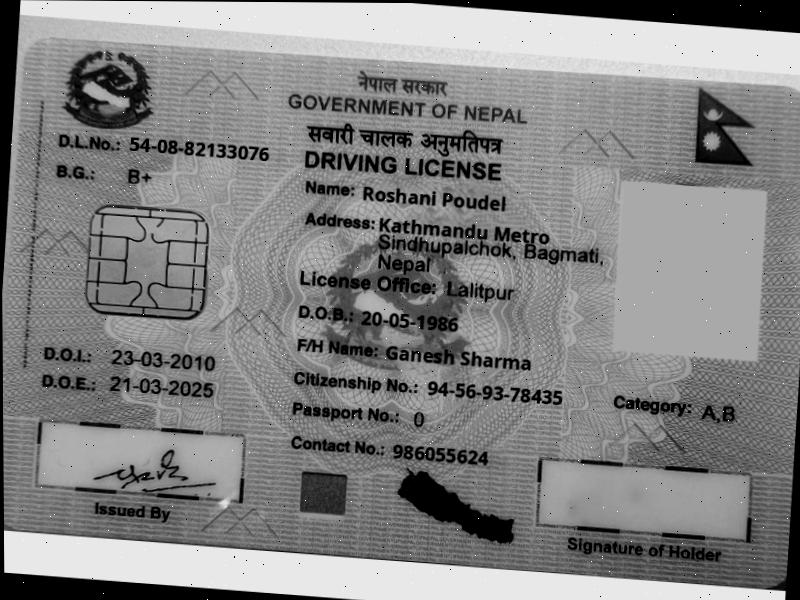 नेपाल सरकार
GOVERNMENT OF NEPAL
सवारी चालक अनुमतिपत्र
DRIVING LICENSE
D.L.No.: 54-08-82133076
B.G.: B+
Name: Roshani Poudel
Address: Kathmandu Metro
Sindhupalchok, Bagmati,
Nepal
License Office: Lalitpur
D.O.B.: 20-05-1986
F/H Name: Ganesh Sharma
D.O.I.: 23-03-2010
D.O.E.: 21-03-2025
Citizenship No.: 94-56-93-78435
Passport No.: 0
Contact No.: 986055624
Category: A,B
Issued By
Signature of Holder